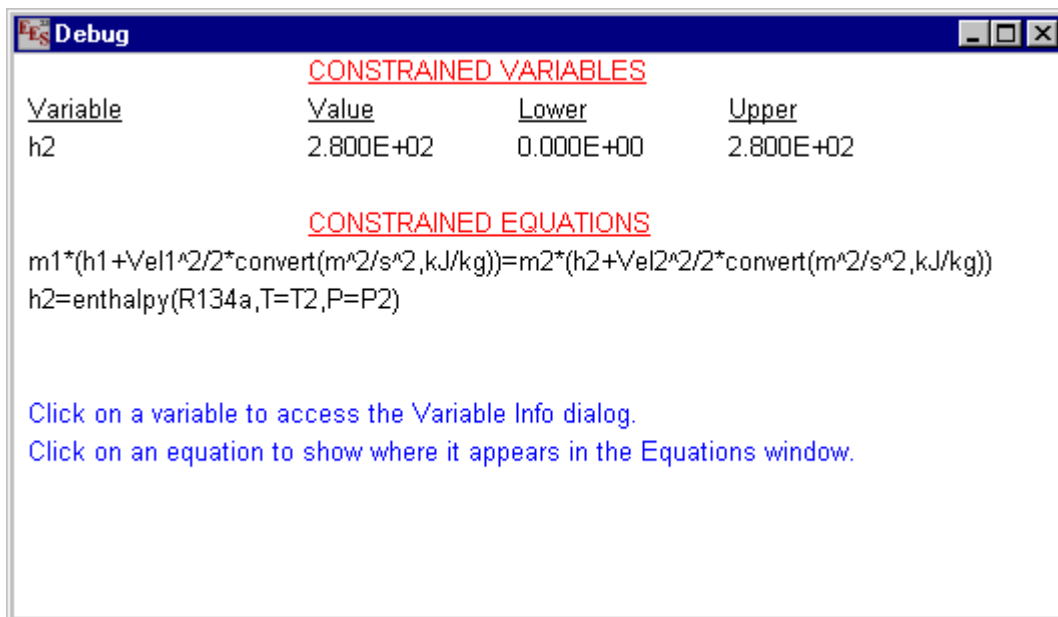 EES Debug
CONSTRAINED VARIABLES
Variable Value Lower Upper
h2 2.800E+02 0.000E+00 2.800E+02
CONSTRAINED EQUATIONS
m1*(h1+Vel1^2/2*convert(m^2/s^2,kJ/kg))=m2*(h2+Vel2^2/2*convert(m^2/s^2,kJ/kg))
h2=enthalpy(R134a,T=T2,P=P2)
Click on a variable to access the Variable Info dialog.
Click on an equation to show where it appears in the Equations window.